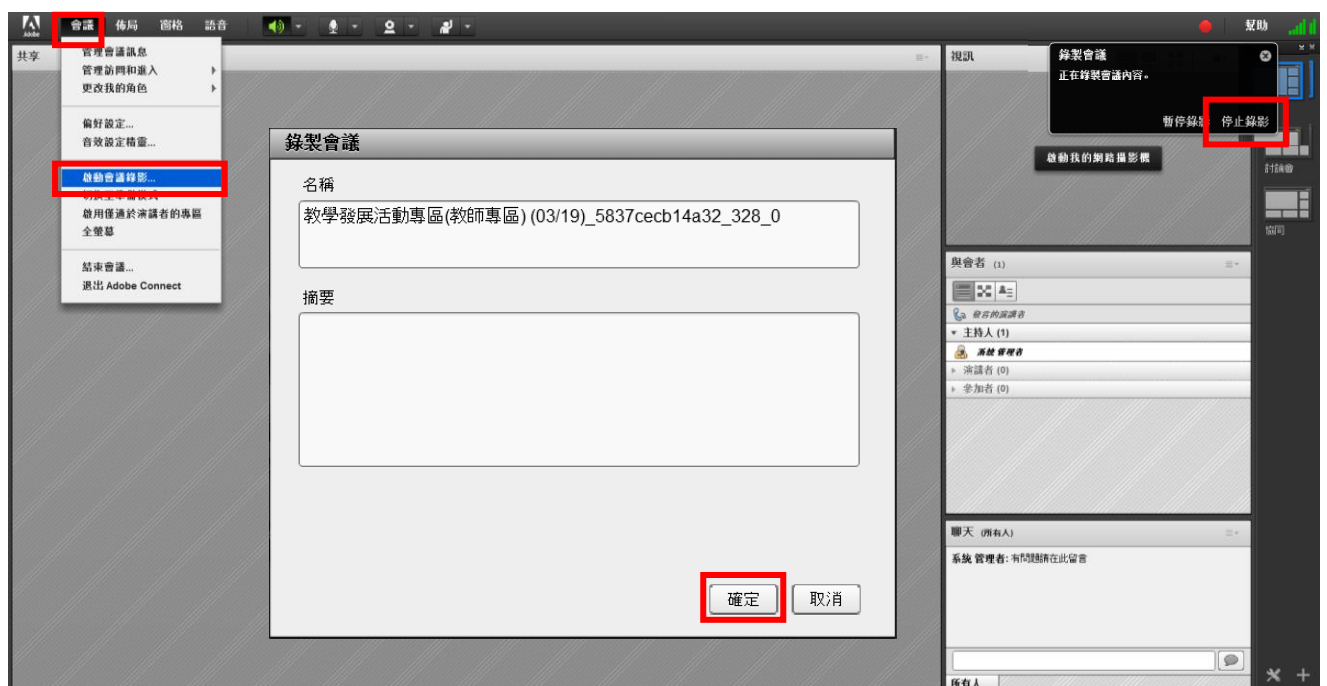 Adobe
會議 佈局 窗格 語音
幫助
管理會議訊息
管理訪問和進入
更改我的角色
偏好設定...
音效設定精靈...
啟動會議錄影...
啟用僅適於演講者的專區
全螢幕
結束會議...
退出 Adobe Connect
共享
錄製會議
名稱
教學發展活動專區(教師專區) (03/19)_5837cecb14a32_328_0
摘要
確定 取消
視訊
錄製會議
正在錄製會議內容。
暫停錄影 停止錄影
啟動我的網路攝影機
討論會
協同
與會者 (1)
發言的演講者
主持人 (1)
系統 管理者
演講者 (0)
參加者 (0)
聊天 (所有人)
系統 管理者: 有問題請在此留言
所有人